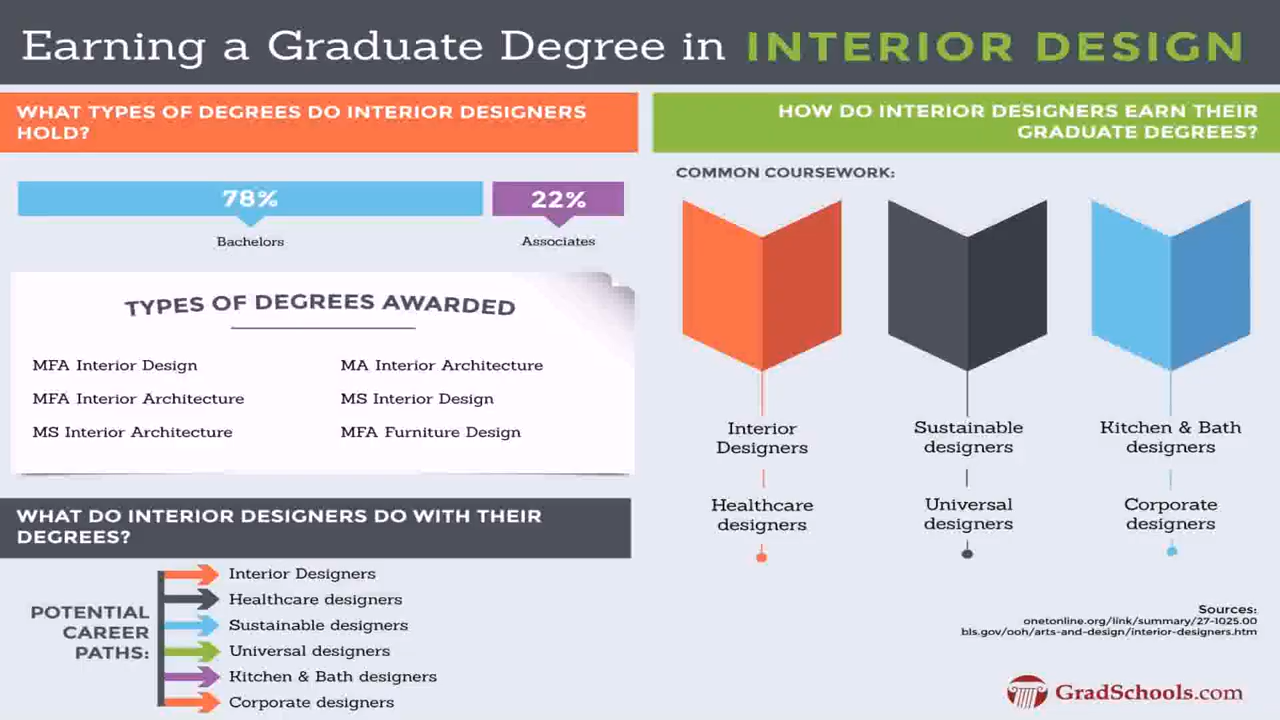 Earning a Graduate Degree in INTERIOR DESIGN
WHAT TYPES OF DEGREES DO INTERIOR DESIGNERS
HOLD?
78%
22%
Bachelors
Associates
TYPES OF DEGREES AWARDED
MFA Interior Design
MFA Interior Architecture
MS Interior Architecture
MA Interior Architecture
MS Interior Design
MFA Furniture Design
WHAT DO INTERIOR DESIGNERS DO WITH THEIR
DEGREES?
POTENTIAL
CAREER
PATHS:
Interior Designers
Healthcare designers
Sustainable designers
Universal designers
Kitchen & Bath designers
Corporate designers
HOW DO INTERIOR DESIGNERS EARN THEIR
GRADUATE DEGREES?
COMMON COURSEWORK:
Interior
Designers
Healthcare
designers
Sustainable
designers
Universal
designers
Kitchen & Bath
designers
Corporate
designers
Sources:
onetonline.org/link/summary/27-1025.00
bls.gov/ooh/arts-and-design/interior-designers.htm
GradSchools.com